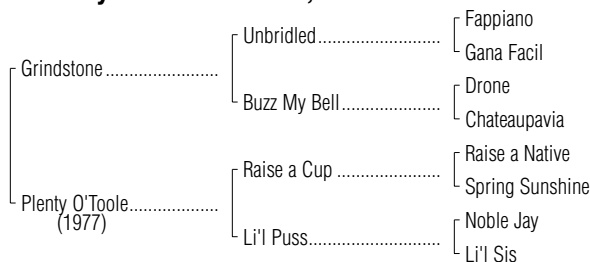 Fappiano
Unbridled
Gana Facil
Grindstone
Drone
Buzz My Bell
Chateaupavia
Raise a Native
Raise a Cup
Spring Sunshine
Plenty O'Toole
(1977)
Noble Jay
Li'l Puss
Li'l Sis